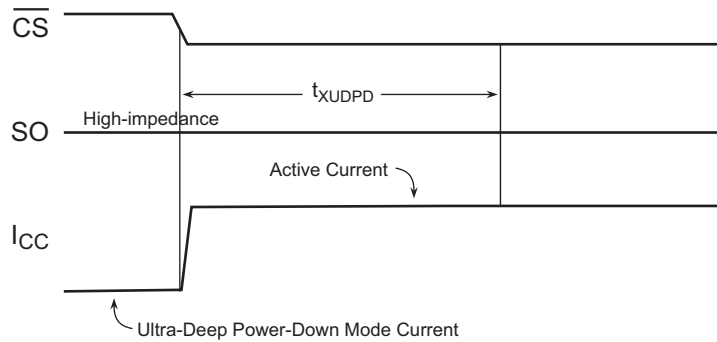 CS
tXUDPD
High-impedance
SO
Active Current
ICC
Ultra-Deep Power-Down Mode Current